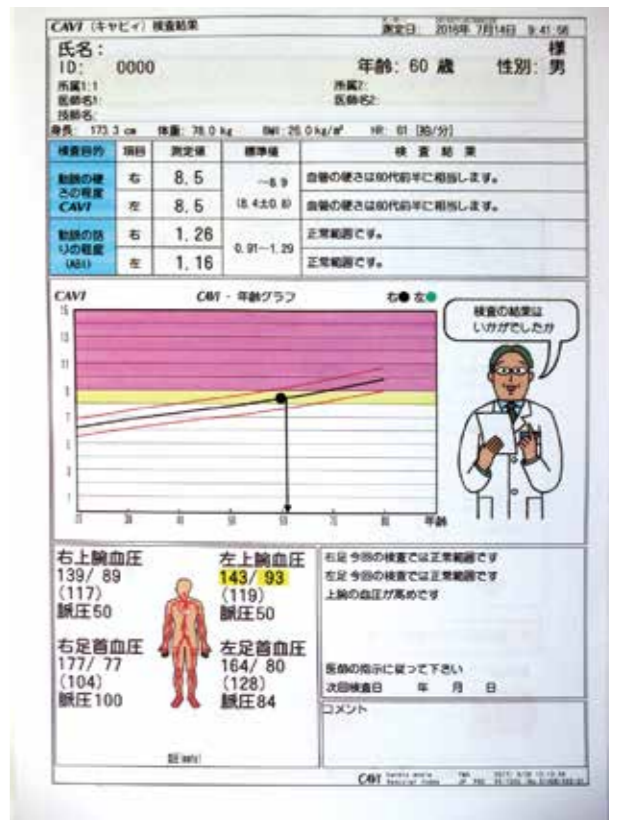 CAVI (キャビィ) 検査結果
測定日: 2016年 7月14日 9:41:56
氏名: 様
ID: 0000 年齢: 60 歳 性別: 男
所属1:1 所属2:
医師名1: 医師名2:
技師名:
身長: 173.3 cm 体重: 78.0 kg BMI: 26.0 kg/m² HR: 61 [拍/分]
検査目的 項目 測定値 標準値 検 査 結 果
動脈の硬さの程度 CAVI 右 8.5 ～8.9 血管の硬さは60代前半に相当します。
左 8.5 (8.4±0.8) 血管の硬さは60代前半に相当します。
動脈の詰りの程度 (ABI) 右 1.26 0.91～1.29 正常範囲です。
左 1.16 正常範囲です。
CAVI CAVI - 年齢グラフ 右● 左●
検査の結果は
いかがでしたか
15
13
11
9
7
5
3
1
年齢
右上腕血圧 左上腕血圧
139/ 89 143/ 93
(117) (119)
脈圧50 脈圧50
右足首血圧 左足首血圧
177/ 77 164/ 80
(104) (128)
脈圧100 脈圧84
右足 今回の検査では正常範囲です
左足 今回の検査では正常範囲です
上腕の血圧が高めです
医師の指示に従って下さい
次回検査日 年 月 日
コメント
CAVI